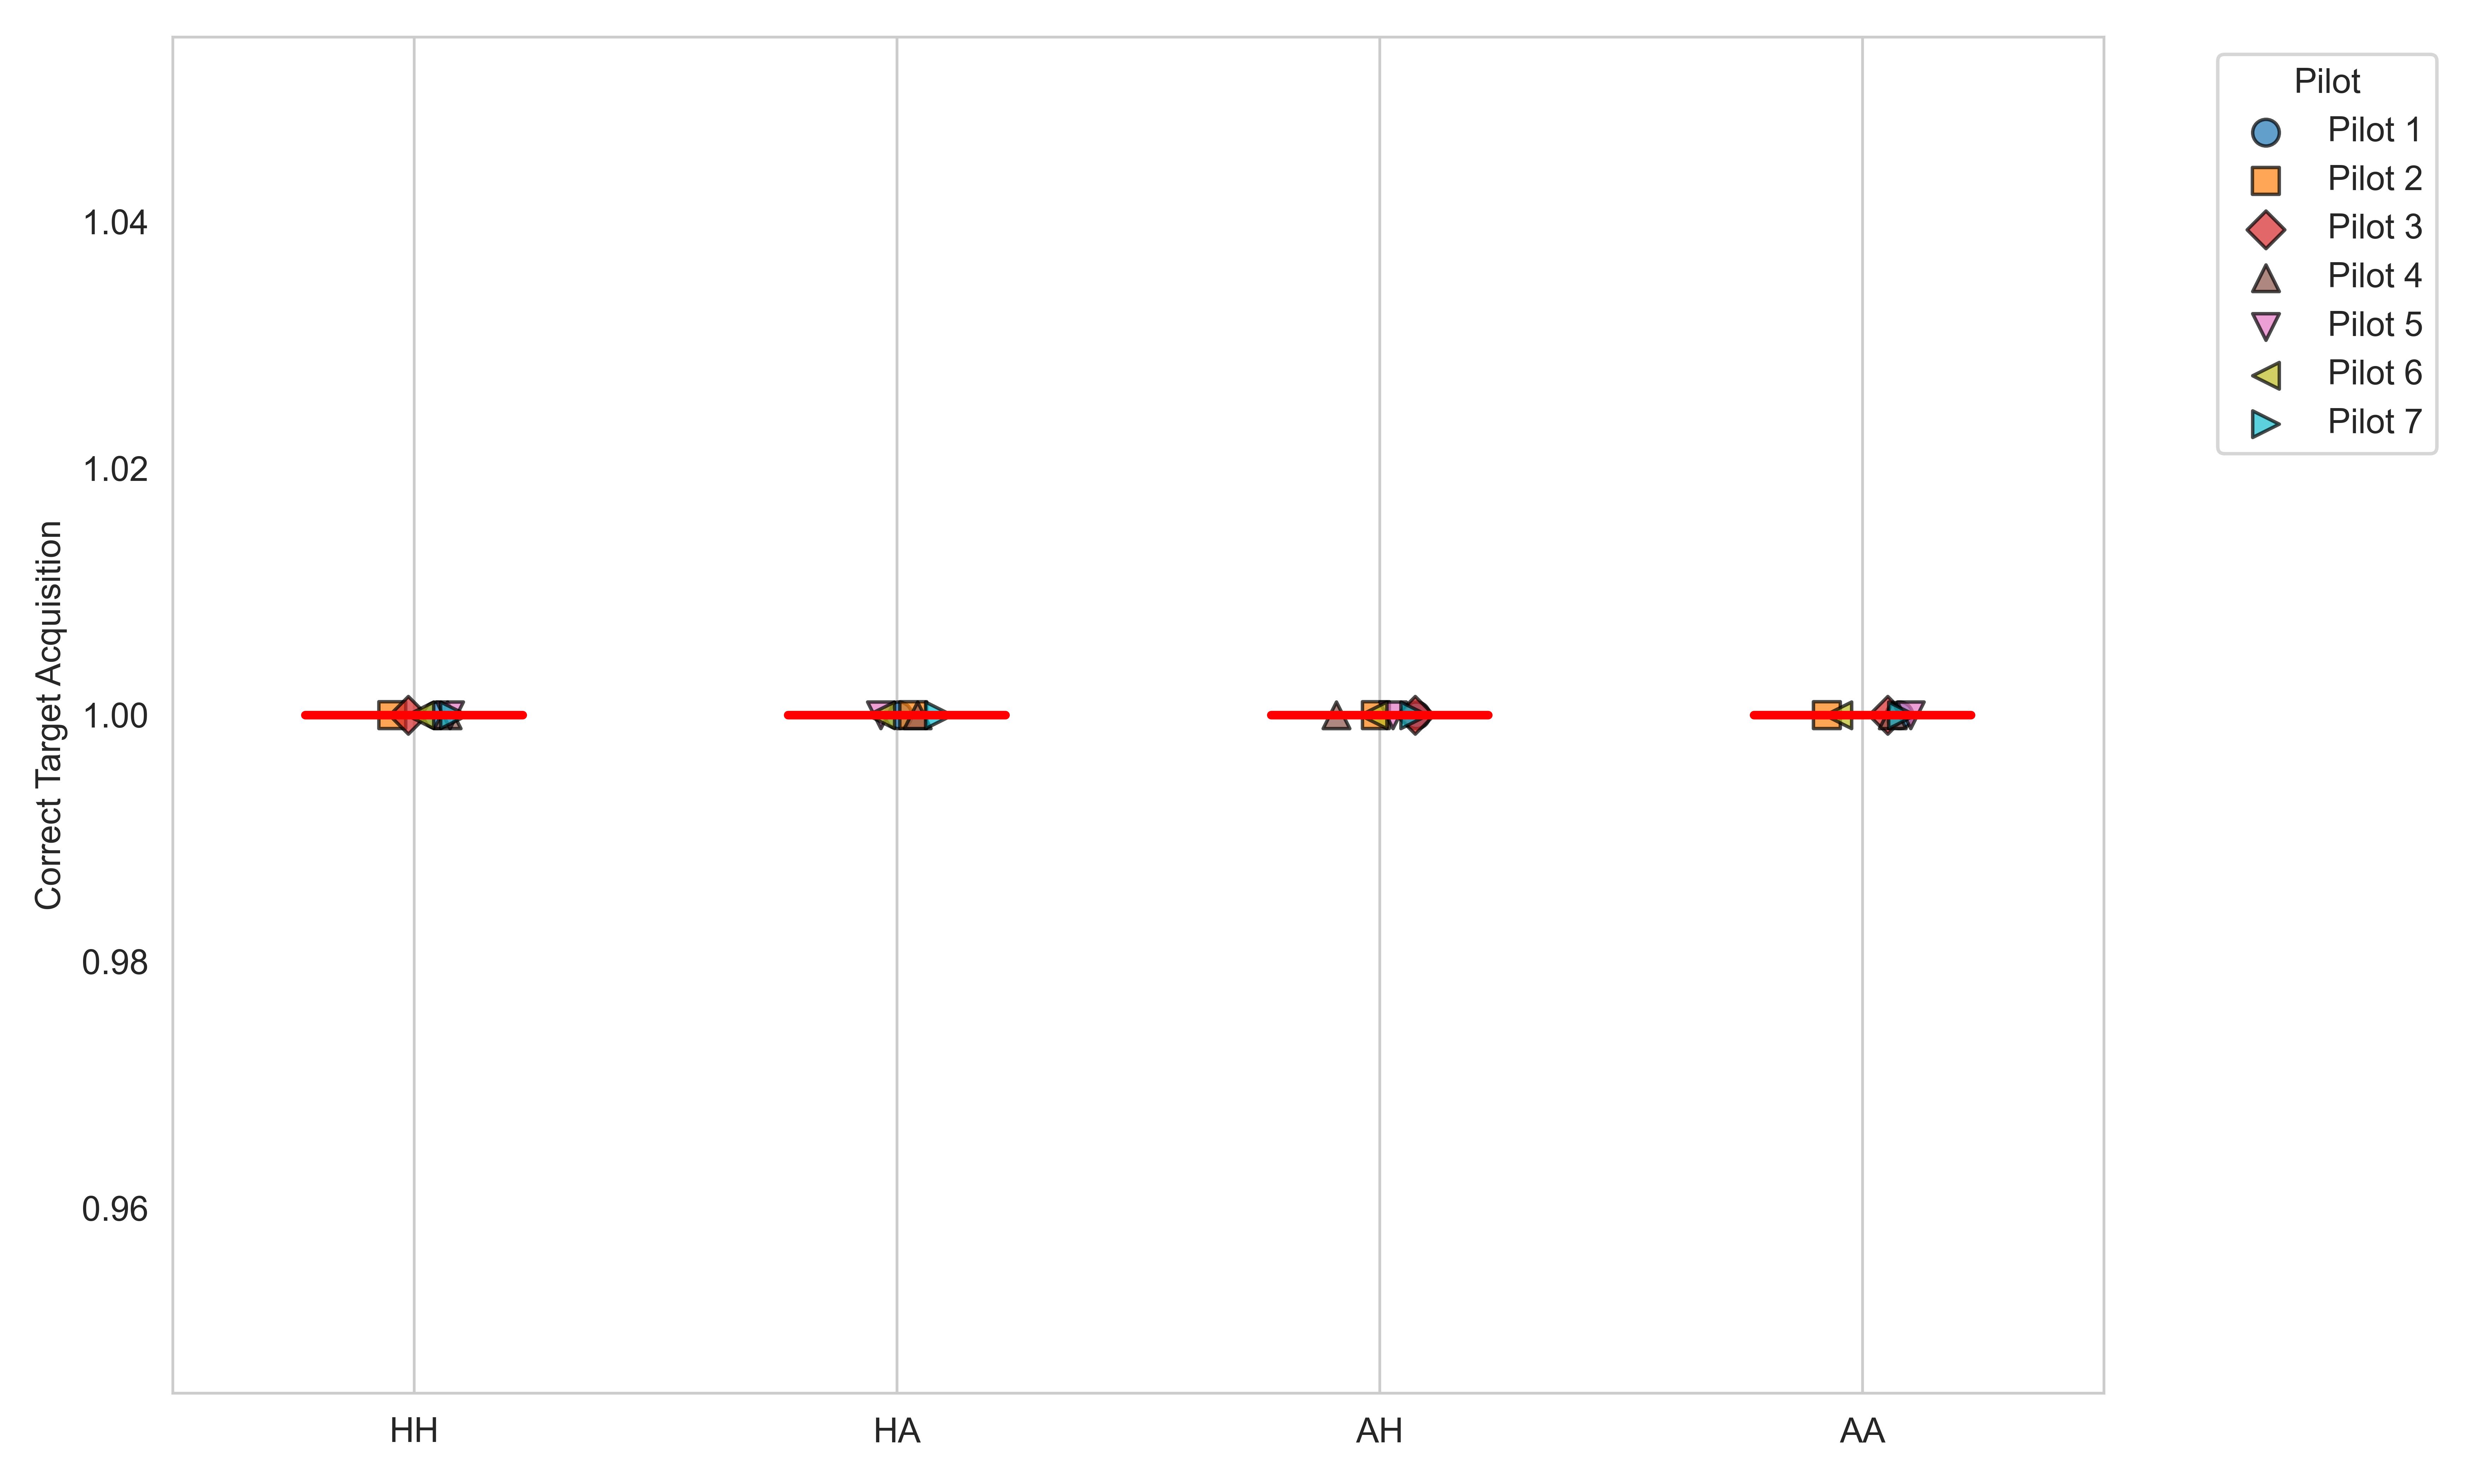 Correct Target Acquisition
1.04
1.02
1.00
0.98
0.96
HH
HA
AH
AA
Pilot
Pilot 1
Pilot 2
Pilot 3
Pilot 4
Pilot 5
Pilot 6
Pilot 7